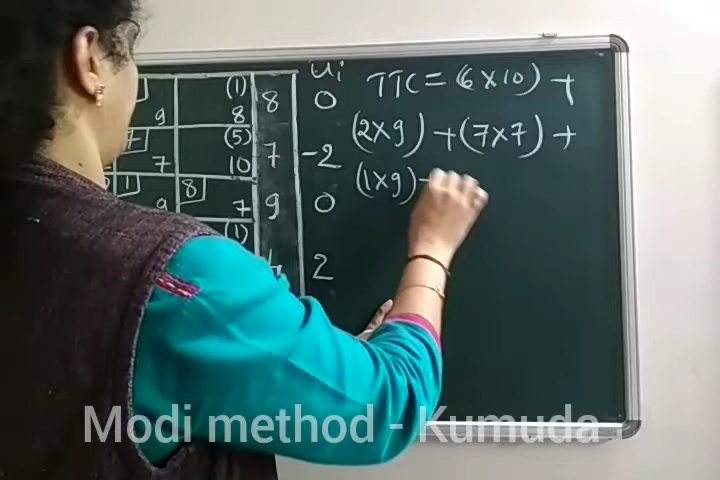 ui
(1) 8 0 TTC = (6 X 10) +
9 8
7 (5) 7 -2 (2 X 9) + (7 X 7) +
7 10
1 8 9 0 (1 X 9) +
9 7
(1) 2
Modi method - Kumuda